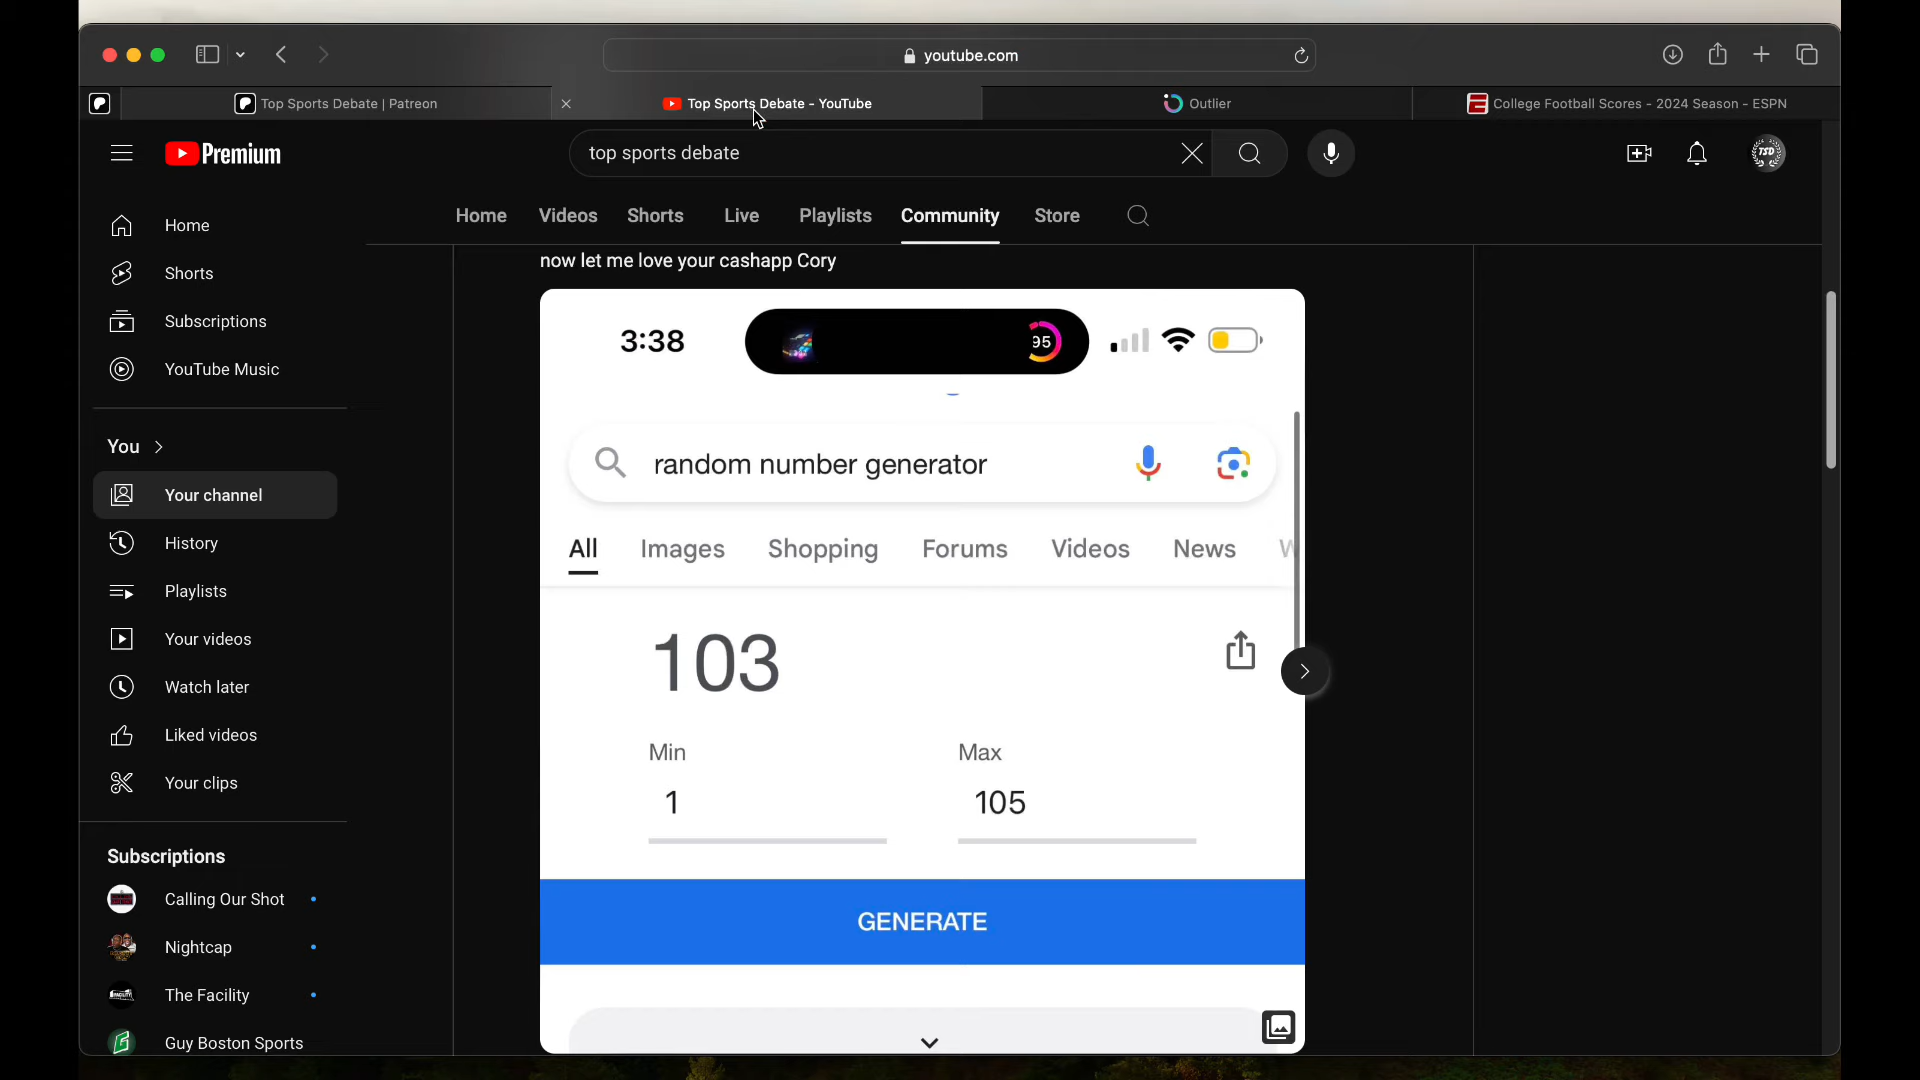 youtube.com
Top Sports Debate | Patreon
Top Sports Debate - YouTube
Outlier
College Football Scores - 2024 Season - ESPN
Premium
top sports debate
TSD
Home
Videos
Shorts
Live
Playlists
Community
Store
Home
Shorts
Subscriptions
YouTube Music
You
Your channel
History
Playlists
Your videos
Watch later
Liked videos
Your clips
Subscriptions
Calling Our Shot
Nightcap
The Facility
Guy Boston Sports
now let me love your cashapp Cory
3:38
95
random number generator
All
Images
Shopping
Forums
Videos
News
103
Min
Max
1
105
GENERATE